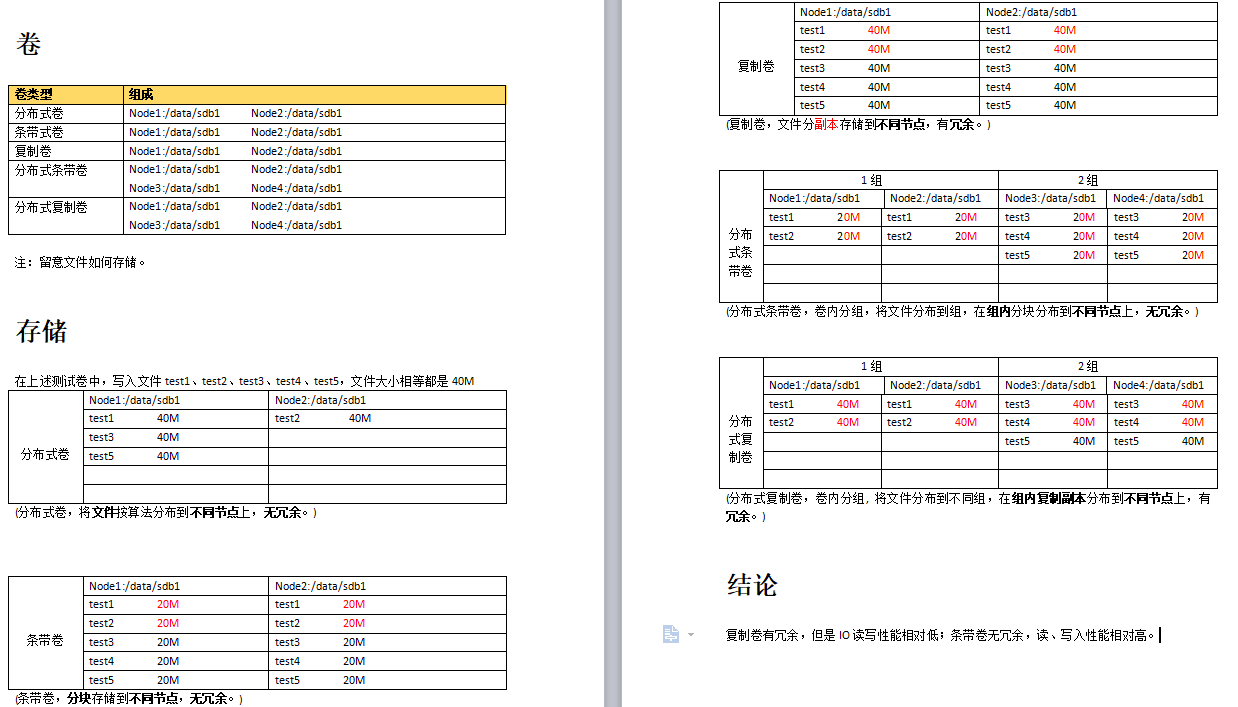 卷
卷类型 组成
分布式卷 Node1:/data/sdb1 Node2:/data/sdb1
条带式卷 Node1:/data/sdb1 Node2:/data/sdb1
复制卷 Node1:/data/sdb1 Node2:/data/sdb1
分布式条带卷 Node1:/data/sdb1 Node2:/data/sdb1
Node3:/data/sdb1 Node4:/data/sdb1
分布式复制卷 Node1:/data/sdb1 Node2:/data/sdb1
Node3:/data/sdb1 Node4:/data/sdb1
注：留意文件如何存储。
存储
在上述测试卷中，写入文件 test1、test2、test3、test4、test5，文件大小相等都是 40M
Node1:/data/sdb1 Node2:/data/sdb1
test1 40M test2 40M
test3 40M
分布式卷 test5 40M
(分布式卷，将文件按算法分布到不同节点上，无冗余。)
Node1:/data/sdb1 Node2:/data/sdb1
test1 20M test1 20M
test2 20M test2 20M
条带卷 test3 20M test3 20M
test4 20M test4 20M
test5 20M test5 20M
(条带卷，分块存储到不同节点，无冗余。)
Node1:/data/sdb1 Node2:/data/sdb1
test1 40M test1 40M
test2 40M test2 40M
复制卷 test3 40M test3 40M
test4 40M test4 40M
test5 40M test5 40M
(复制卷，文件分副本存储到不同节点，有冗余。)
1 组 2 组
Node1:/data/sdb1 Node2:/data/sdb1 Node3:/data/sdb1 Node4:/data/sdb1
test1 20M test1 20M test3 20M test3 20M
分布 test2 20M test2 20M test4 20M test4 20M
式条 test5 20M test5 20M
带卷
(分布式条带卷，卷内分组，将文件分布到组，在组内分块分布到不同节点上，无冗余。)
1 组 2 组
Node1:/data/sdb1 Node2:/data/sdb1 Node3:/data/sdb1 Node4:/data/sdb1
test1 40M test1 40M test3 40M test3 40M
分布 test2 40M test2 40M test4 40M test4 40M
式复 test5 40M test5 40M
制卷
(分布式复制卷，卷内分组，将文件分布到不同组，在组内复制副本分布到不同节点上，有
冗余。)
结论
复制卷有冗余，但是 IO 读写性能相对低；条带卷无冗余，读、写入性能相对高。